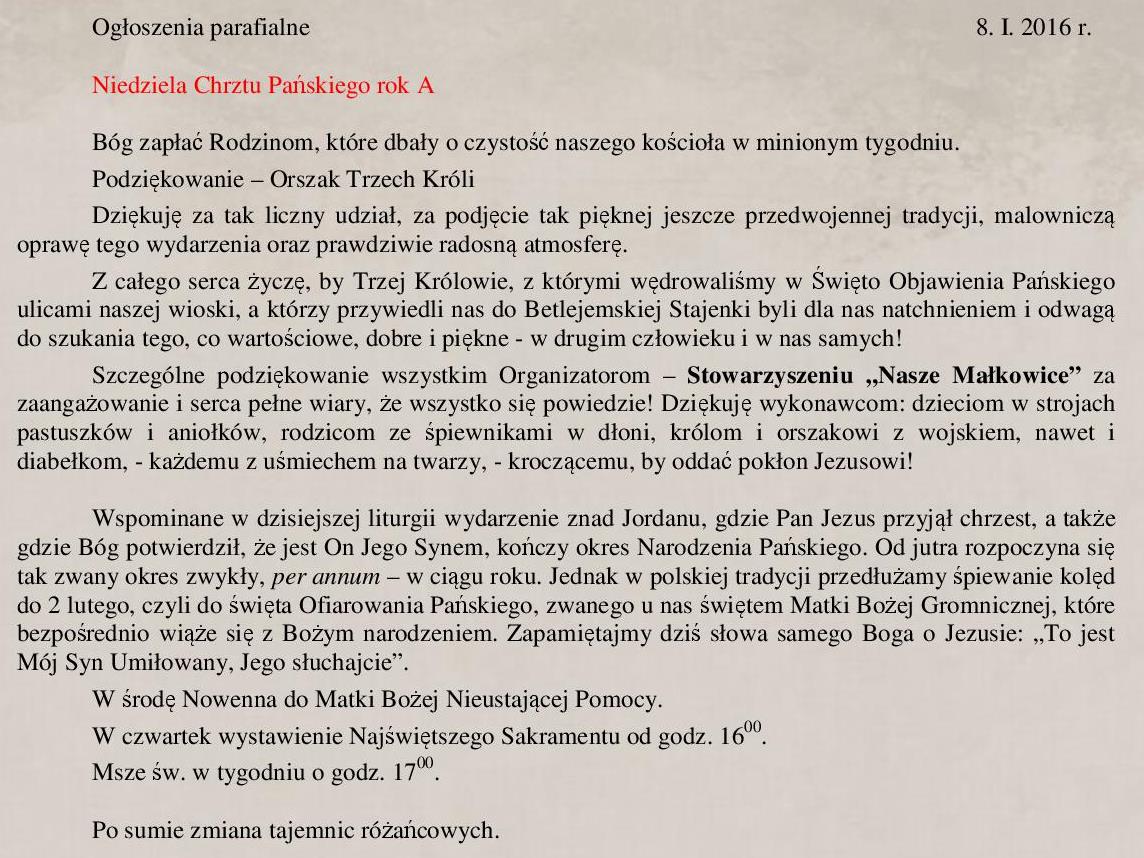 Ogłoszenia parafialne 8. I. 2016 r.
Niedziela Chrztu Pańskiego rok A
Bóg zapłać Rodzinom, które dbały o czystość naszego kościoła w minionym tygodniu.
Podziękowanie – Orszak Trzech Króli
Dziękuję za tak liczny udział, za podjęcie tak pięknej jeszcze przedwojennej tradycji, malowniczą
oprawę tego wydarzenia oraz prawdziwie radosną atmosferę.
Z całego serca życzę, by Trzej Królowie, z którymi wędrowaliśmy w Święto Objawienia Pańskiego
ulicami naszej wioski, a którzy przywiedli nas do Betlejemskiej Stajenki byli dla nas natchnieniem i odwagą
do szukania tego, co wartościowe, dobre i piękne - w drugim człowieku i w nas samych!
Szczególne podziękowanie wszystkim Organizatorom – Stowarzyszeniu „Nasze Małkowice” za
zaangażowanie i serca pełne wiary, że wszystko się powiedzie! Dziękuję wykonawcom: dzieciom w strojach
pastuszków i aniołków, rodzicom ze śpiewnikami w dłoni, królom i orszakowi z wojskiem, nawet i
diabełkom, - każdemu z uśmiechem na twarzy, - kroczącemu, by oddać pokłon Jezusowi!
Wspominane w dzisiejszej liturgii wydarzenie znad Jordanu, gdzie Pan Jezus przyjął chrzest, a także
gdzie Bóg potwierdził, że jest On Jego Synem, kończy okres Narodzenia Pańskiego. Od jutra rozpoczyna się
tak zwany okres zwykły, per annum – w ciągu roku. Jednak w polskiej tradycji przedłużamy śpiewanie kolęd
do 2 lutego, czyli do święta Ofiarowania Pańskiego, zwanego u nas świętem Matki Bożej Gromnicznej, które
bezpośrednio wiąże się z Bożym narodzeniem. Zapamiętajmy dziś słowa samego Boga o Jezusie: „To jest
Mój Syn Umiłowany, Jego słuchajcie”.
W środę Nowenna do Matki Bożej Nieustającej Pomocy.
W czwartek wystawienie Najświętszego Sakramentu od godz. 16⁰⁰.
Msze św. w tygodniu o godz. 17⁰⁰.
Po sumie zmiana tajemnic różańcowych.